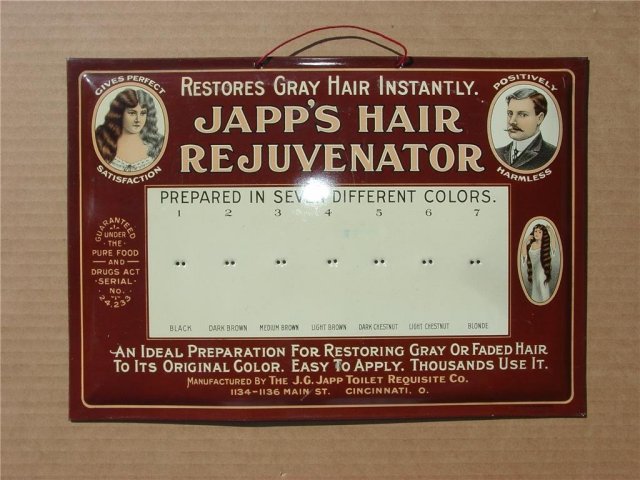 RESTORES GRAY HAIR INSTANTLY.
GIVES PERFECT
SATISFACTION
POSITIVELY
HARMLESS
JAPP'S HAIR
REJUVENATOR
PREPARED IN SEVEN DIFFERENT COLORS.
1 2 3 4 5 6 7
BLACK DARK BROWN MEDIUM BROWN LIGHT BROWN DARK CHESTNUT LIGHT CHESTNUT BLONDE
GUARANTEED
UNDER
·THE·
PURE FOOD
—AND—
DRUGS ACT
·SERIAL·
No.
24,233
AN IDEAL PREPARATION FOR RESTORING GRAY OR FADED HAIR
TO ITS ORIGINAL COLOR. EASY TO APPLY. THOUSANDS USE IT.
MANUFACTURED BY THE J.G. JAPP TOILET REQUISITE CO.
1134-1136 MAIN ST. CINCINNATI, O.